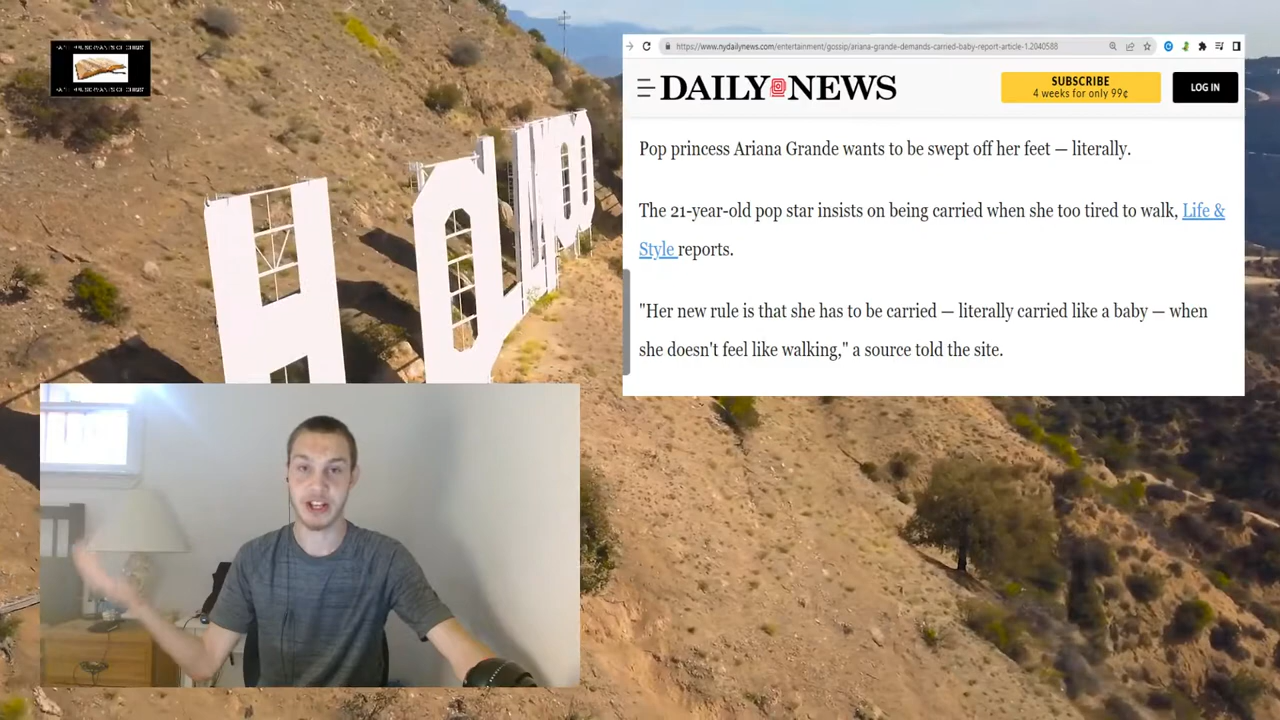 https://www.nydailynews.com/entertainment/gossip/ariana-grande-demands-carried-baby-report-article-1.2040588
DAILY NEWS
SUBSCRIBE
4 weeks for only 99¢
LOG IN
Pop princess Ariana Grande wants to be swept off her feet — literally.
The 21-year-old pop star insists on being carried when she too tired to walk, Life &
Style reports.
"Her new rule is that she has to be carried — literally carried like a baby — when
she doesn't feel like walking," a source told the site.